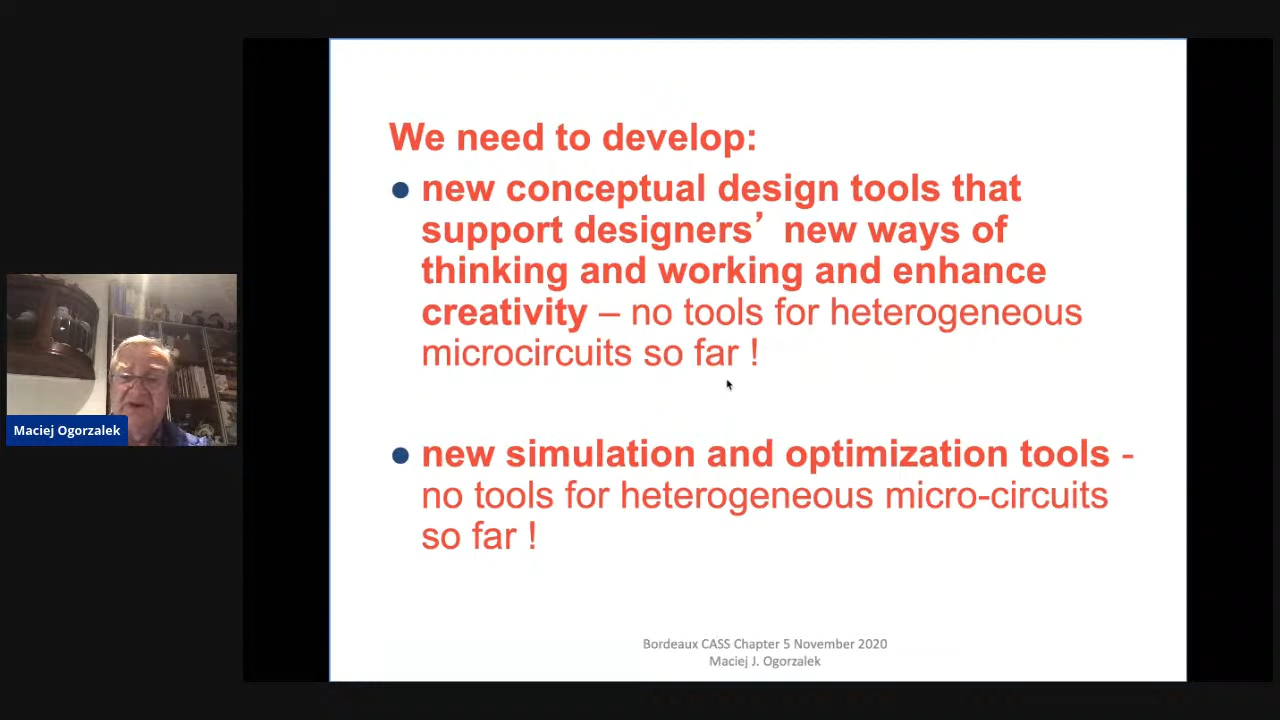 We need to develop:
● new conceptual design tools that
support designers’ new ways of
thinking and working and enhance
creativity – no tools for heterogeneous
microcircuits so far !
● new simulation and optimization tools -
no tools for heterogeneous micro-circuits
so far !
Maciej Ogorzalek
Bordeaux CASS Chapter 5 November 2020
Maciej J. Ogorzalek